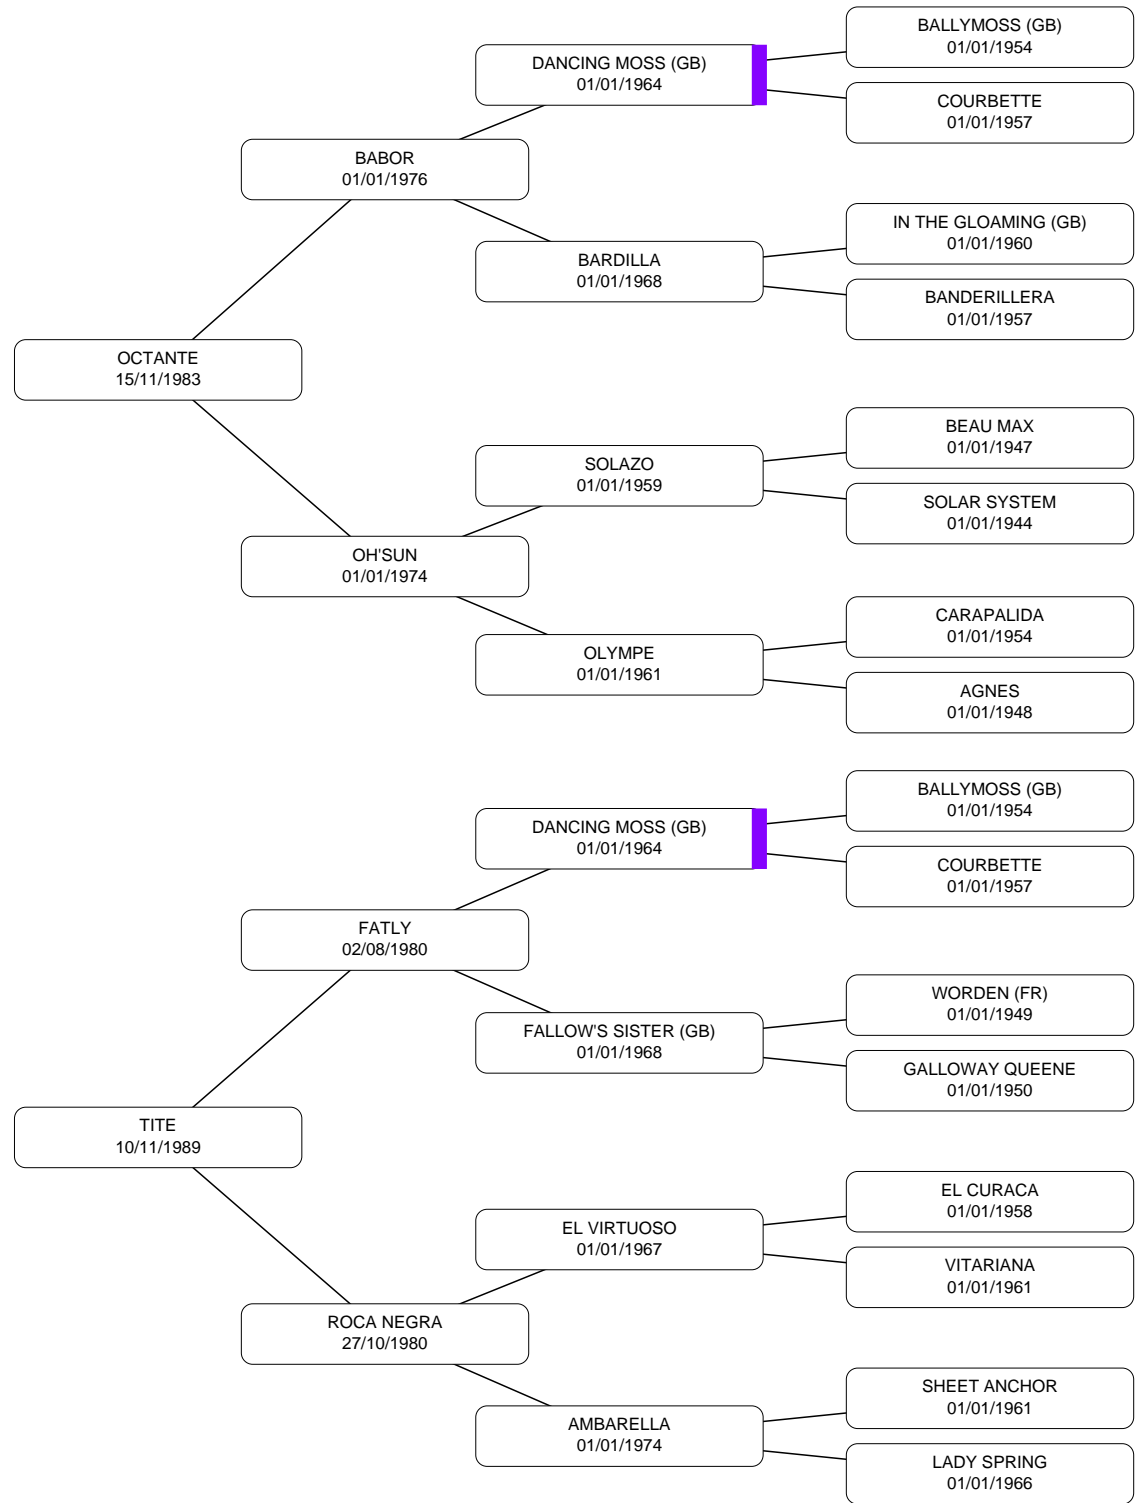 BALLYMOSS (GB)
01/01/1954
DANCING MOSS (GB)
01/01/1964
COURBETTE
01/01/1957
BABOR
01/01/1976
IN THE GLOAMING (GB)
01/01/1960
BARDILLA
01/01/1968
BANDERILLERA
01/01/1957
OCTANTE
15/11/1983
BEAU MAX
01/01/1947
SOLAZO
01/01/1959
SOLAR SYSTEM
01/01/1944
OH'SUN
01/01/1974
CARAPALIDA
01/01/1954
OLYMPE
01/01/1961
AGNES
01/01/1948
BALLYMOSS (GB)
01/01/1954
DANCING MOSS (GB)
01/01/1964
COURBETTE
01/01/1957
FATLY
02/08/1980
WORDEN (FR)
01/01/1949
FALLOW'S SISTER (GB)
01/01/1968
GALLOWAY QUEENE
01/01/1950
TITE
10/11/1989
EL CURACA
01/01/1958
EL VIRTUOSO
01/01/1967
VITARIANA
01/01/1961
ROCA NEGRA
27/10/1980
SHEET ANCHOR
01/01/1961
AMBARELLA
01/01/1974
LADY SPRING
01/01/1966